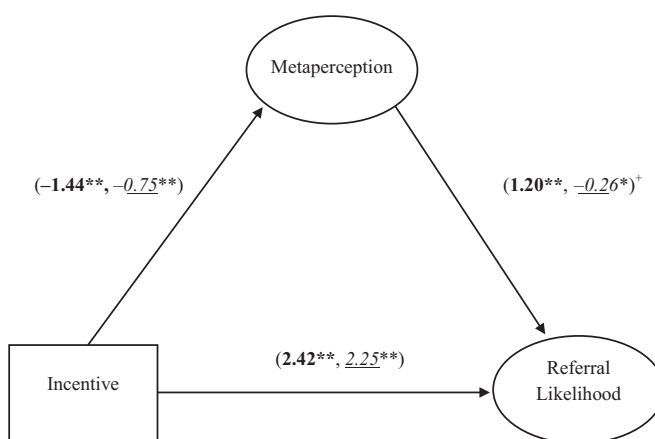 Metaperception
(–1.44**, –0.75**)
(1.20**, –0.26*)+
(2.42**, 2.25**)
Incentive
Referral
Likelihood